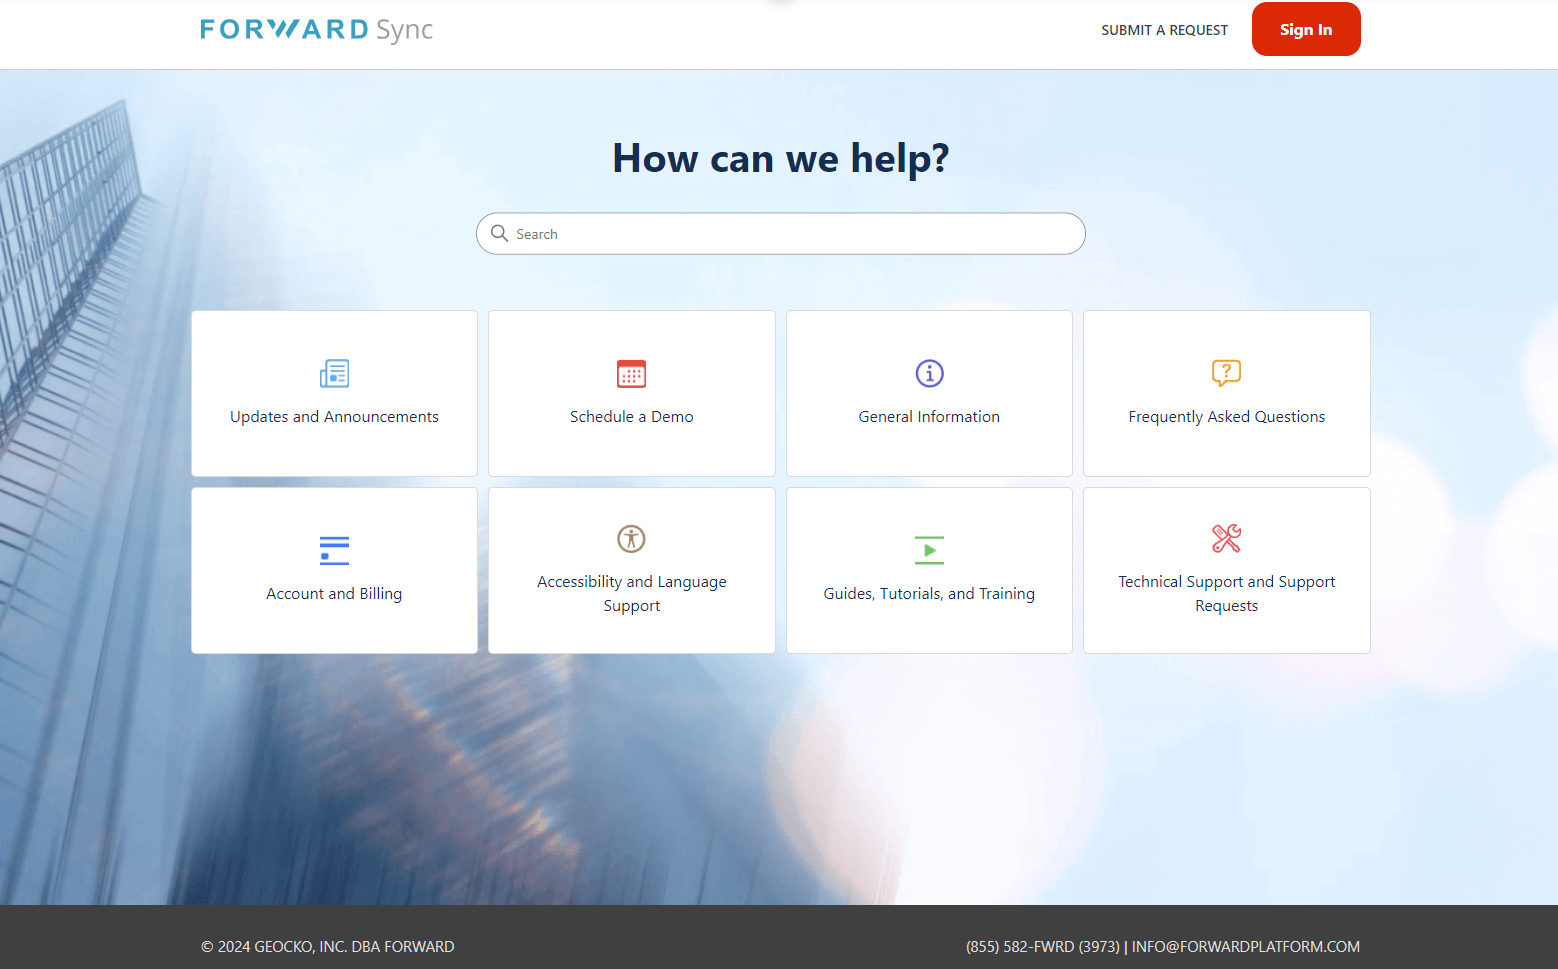 FORWARD Sync
SUBMIT A REQUEST
Sign In
How can we help?
Search
Updates and Announcements
Schedule a Demo
General Information
Frequently Asked Questions
Account and Billing
Accessibility and Language
Support
Guides, Tutorials, and Training
Technical Support and Support
Requests
© 2024 GEOCKO, INC. DBA FORWARD
(855) 582-FWRD (3973) | INFO@FORWARDPLATFORM.COM